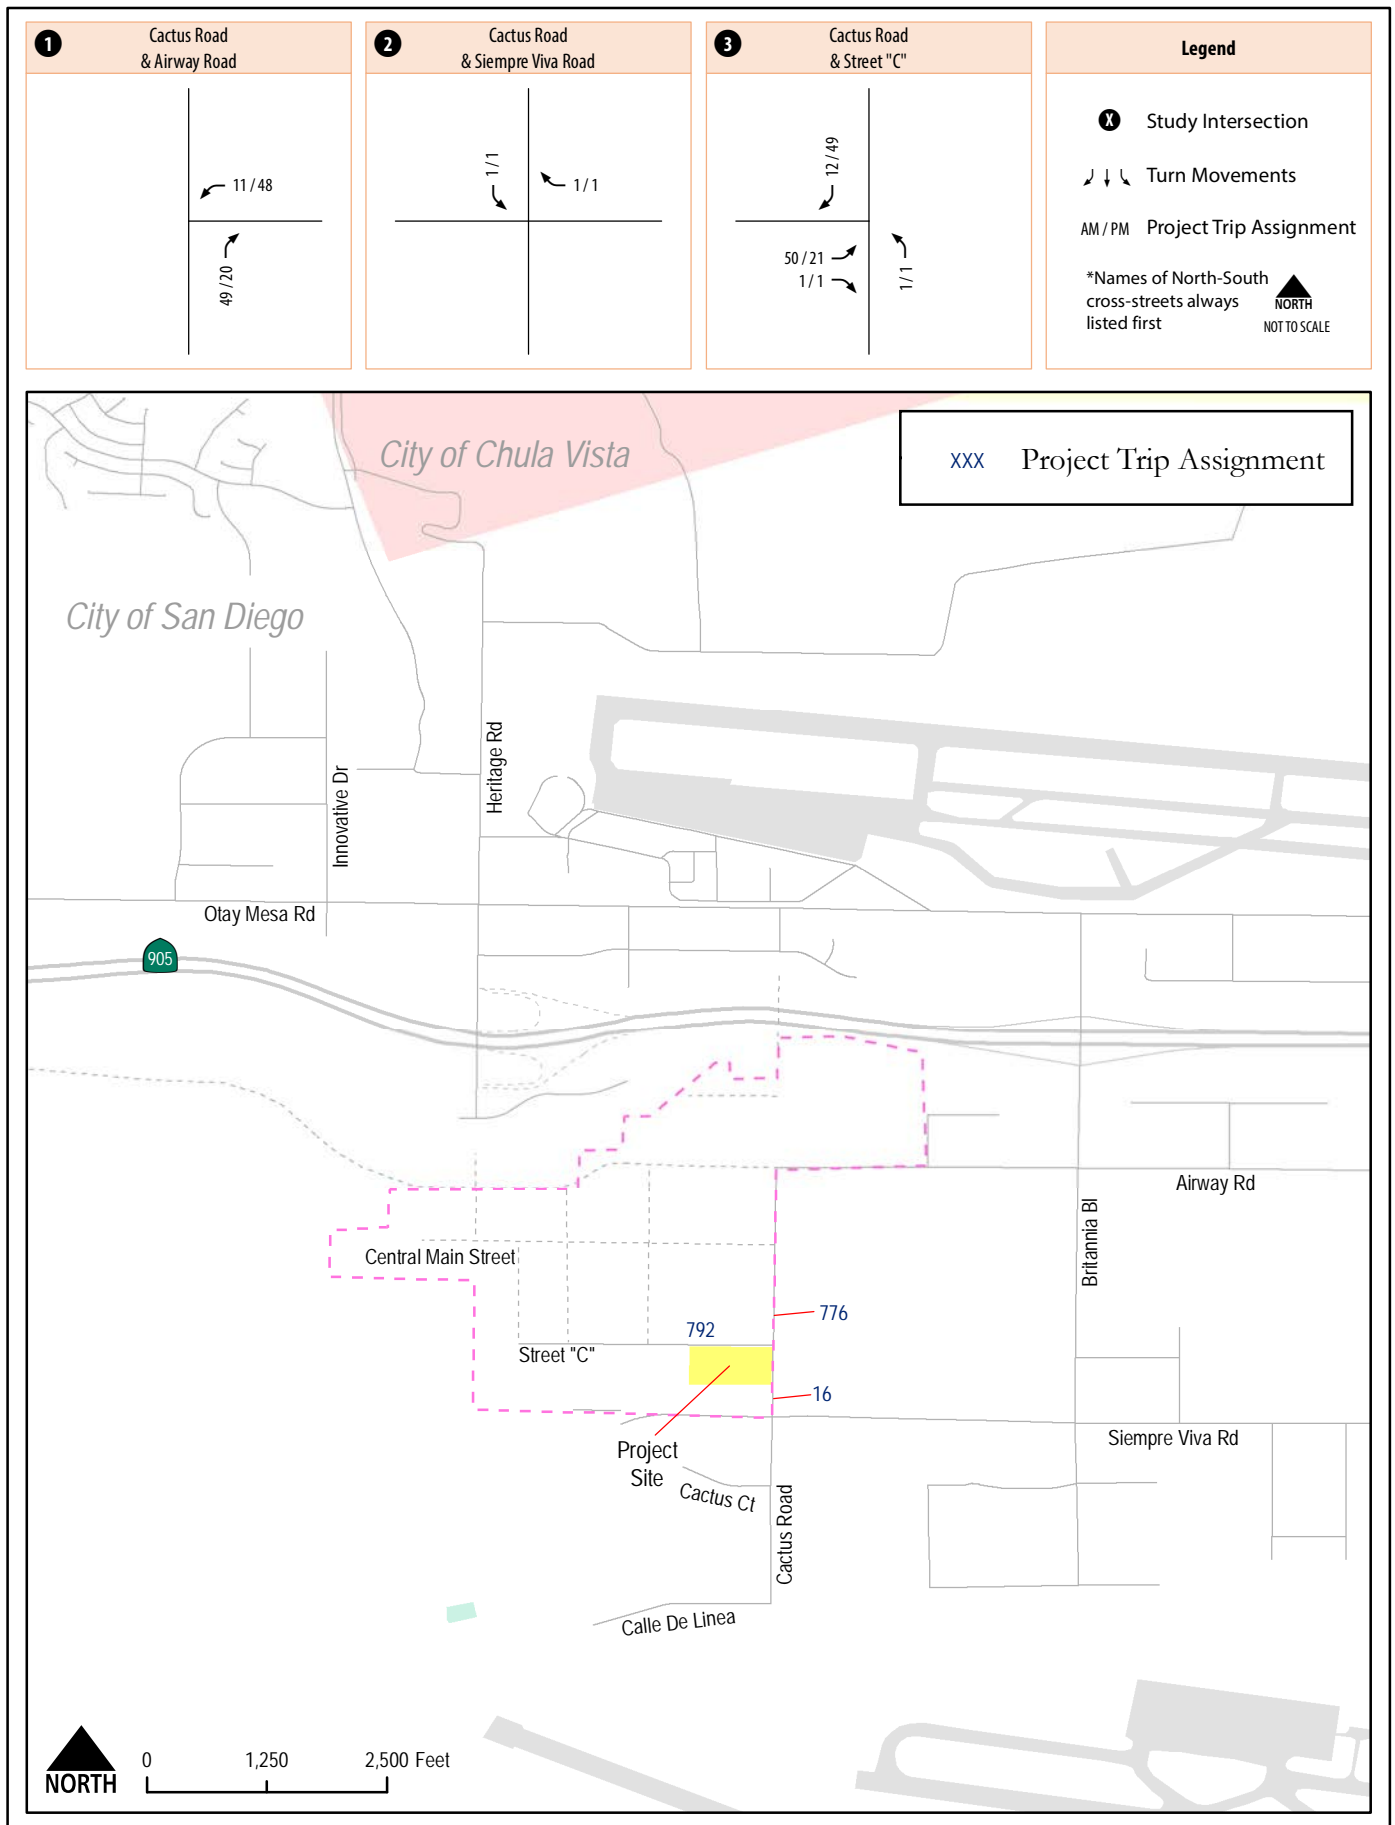 1
Cactus Road
& Airway Road
11 / 48
49 / 20
2
Cactus Road
& Siempre Viva Road
1 / 1
1 / 1
3
Cactus Road
& Street "C"
12 / 49
50 / 21
1 / 1
1 / 1
Legend
X Study Intersection
Turn Movements
AM / PM Project Trip Assignment
*Names of North-South
cross-streets always
listed first
NORTH
NOT TO SCALE
XXX Project Trip Assignment
City of Chula Vista
City of San Diego
Innovative Dr
Heritage Rd
Otay Mesa Rd
905
Airway Rd
Britannia Bl
Central Main Street
776
792
Street "C"
16
Project
Site
Siempre Viva Rd
Cactus Ct
Cactus Road
Calle De Linea
NORTH
0 1,250 2,500 Feet